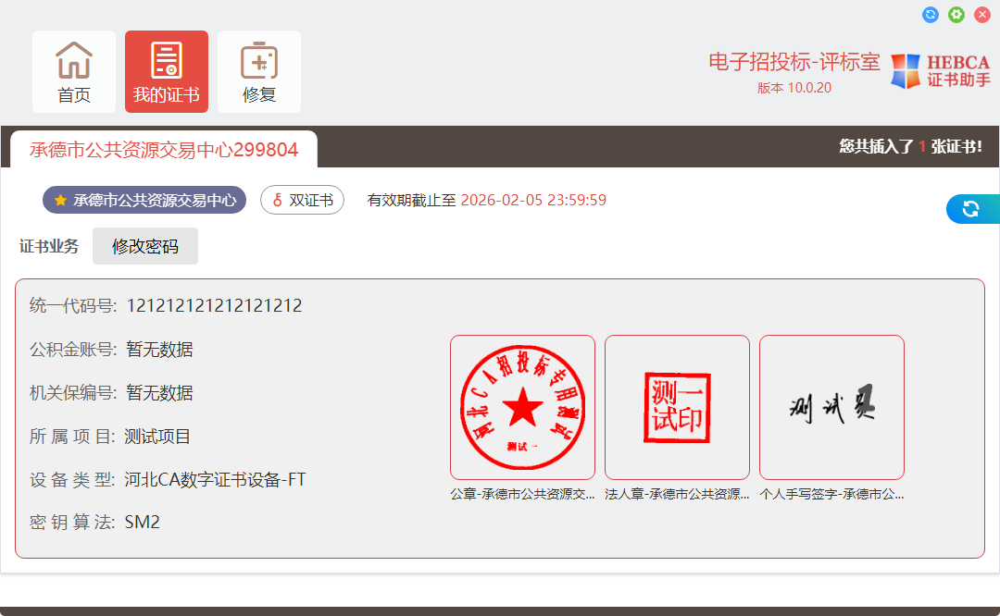 首页
我的证书
修复
电子招投标-评标室
版本 10.0.20
HEBCA
证书助手
承德市公共资源交易中心299804
您共插入了 1 张证书!
承德市公共资源交易中心
双证书
有效期截止至 2026-02-05 23:59:59
证书业务
修改密码
统一代码号: 121212121212121212
公积金账号: 暂无数据
机关保编号: 暂无数据
所属项目: 测试项目
设备类型: 河北CA数字证书设备-FT
密钥算法: SM2
河北CA招投标专用测试
测试一
测一
试印
测试员
公章-承德市公共资源交...
法人章-承德市公共资源...
个人手写签字-承德市公...